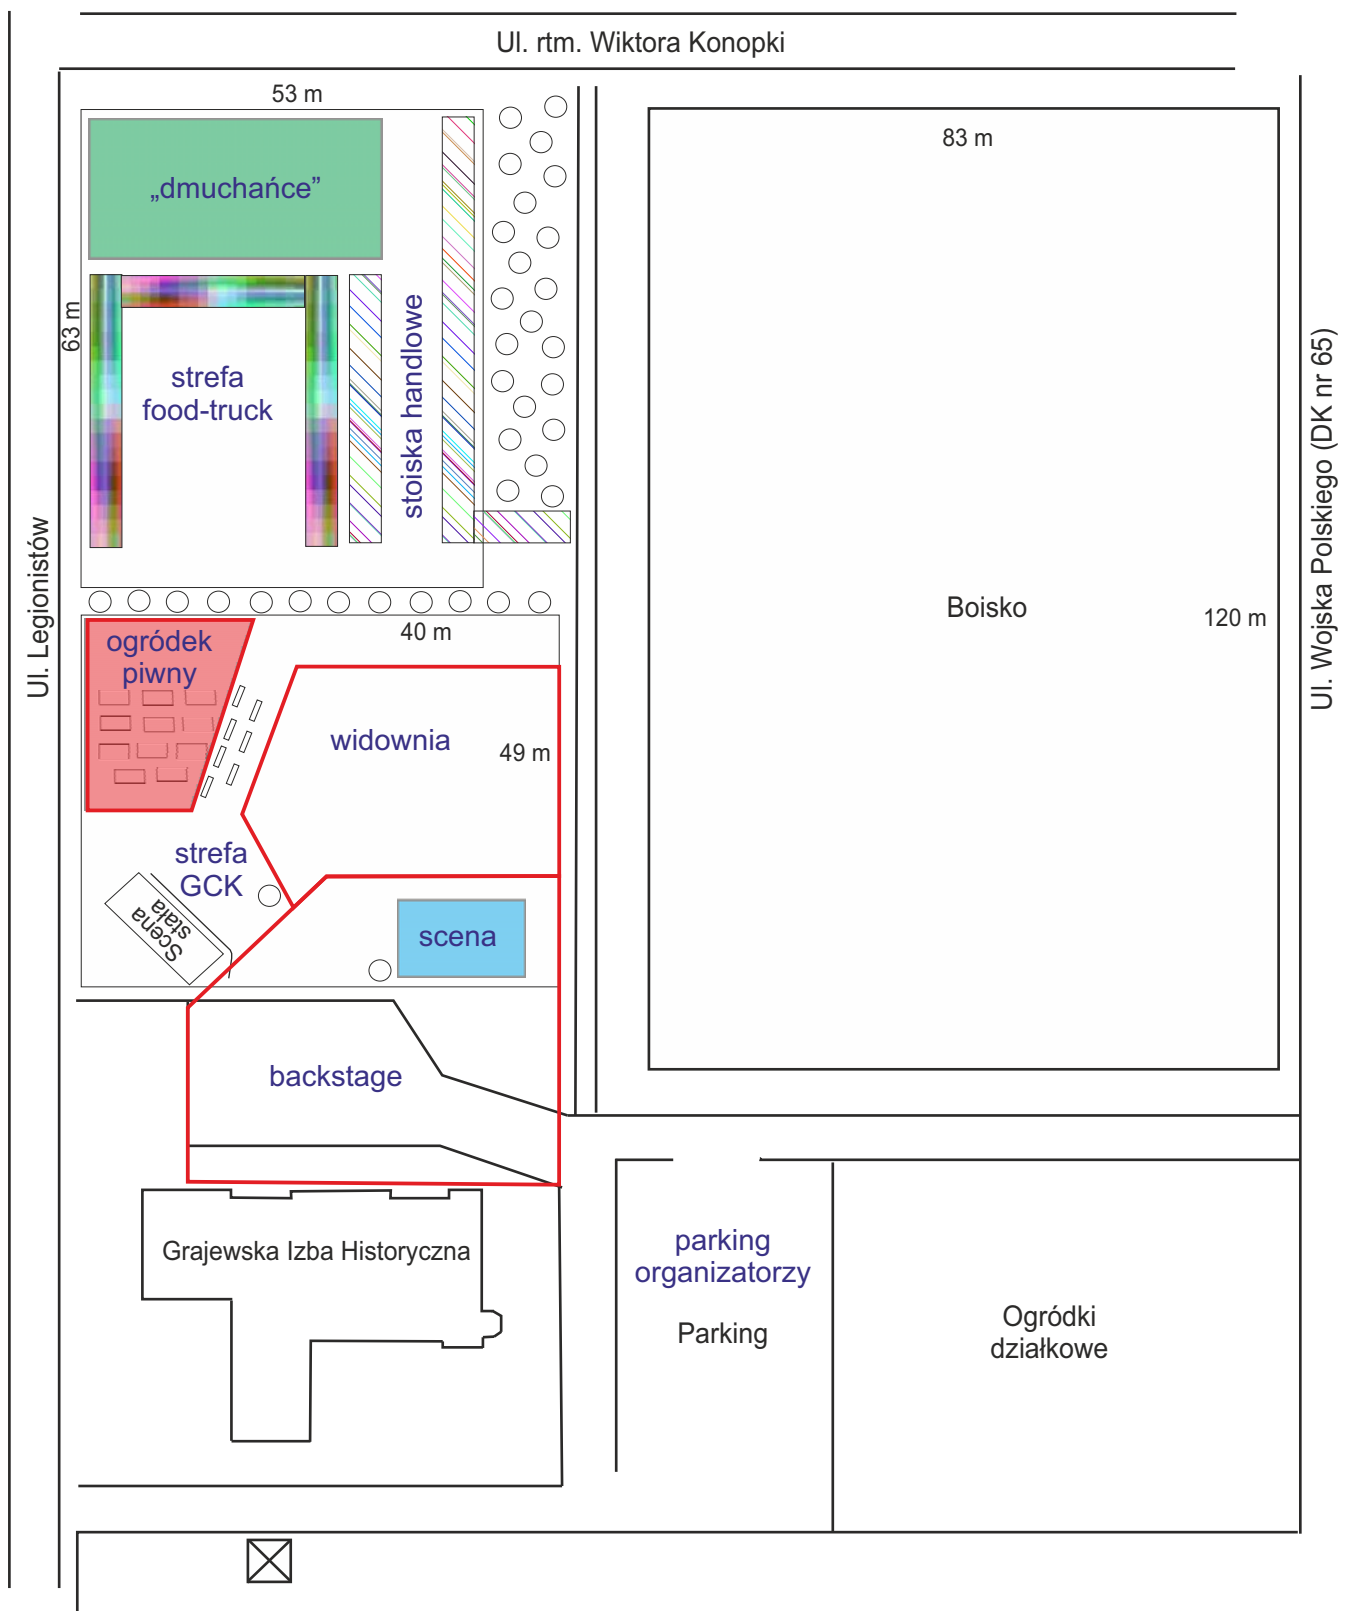 Ul. rtm. Wiktora Konopki
53 m
83 m
„dmuchańce”
63 m
strefa
food-truck
stoiska handlowe
Ul. Legionistów
Ul. Wojska Polskiego (DK nr 65)
Boisko
120 m
ogródek
piwny
40 m
widownia
49 m
strefa
GCK
Scena
stała
scena
backstage
Grajewska Izba Historyczna
parking
organizatorzy
Parking
Ogródki
działkowe